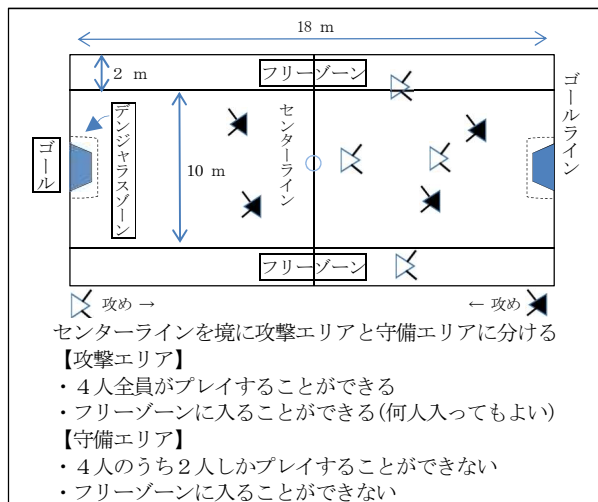 18 m
2 m
フリーゾーン
ゴールライン
デンジャラスゾーン
センターライン
ゴール
10 m
フリーゾーン
攻め →
← 攻め
センターラインを境に攻撃エリアと守備エリアに分ける
【攻撃エリア】
・４人全員がプレイすることができる
・フリーゾーンに入ることができる(何人入ってもよい)
【守備エリア】
・４人のうち２人しかプレイすることができない
・フリーゾーンに入ることができない